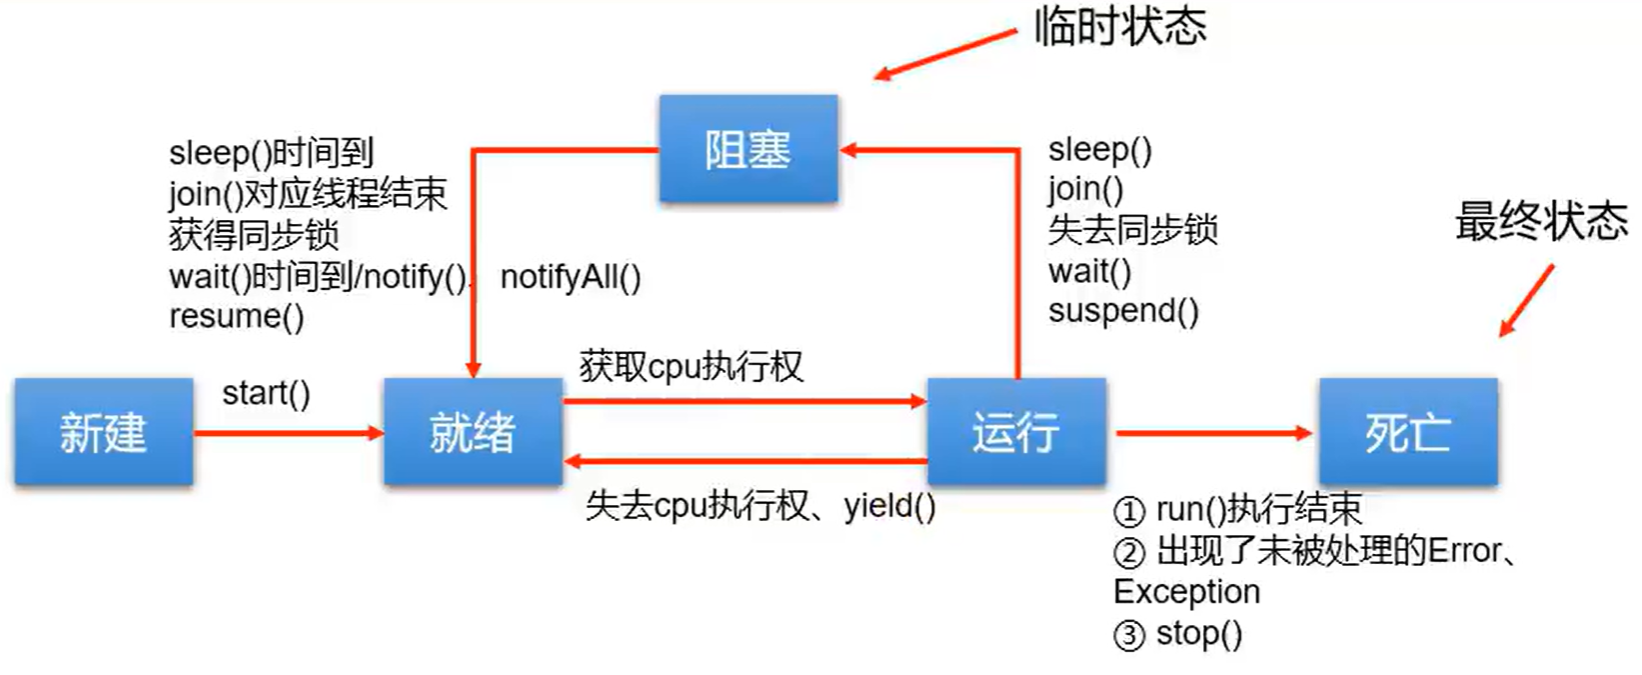 临时状态
阻塞
sleep()时间到
join()对应线程结束
获得同步锁
wait()时间到/notify()、notifyAll()
resume()
sleep()
join()
失去同步锁
wait()
suspend()
最终状态
新建
start()
就绪
获取cpu执行权
失去cpu执行权、yield()
运行
死亡
① run()执行结束
② 出现了未被处理的Error、
Exception
③ stop()